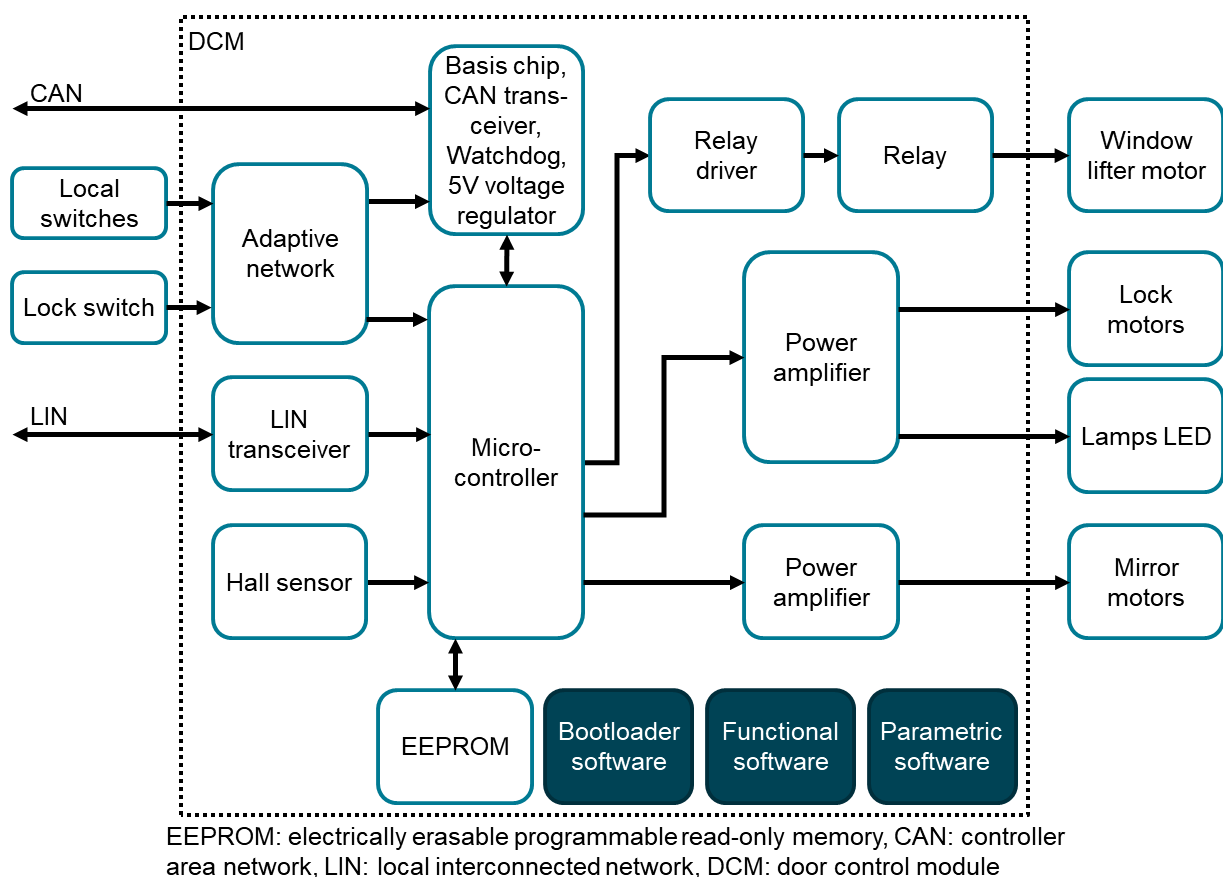 DCM
CAN
Basis chip,
CAN trans-
ceiver,
Watchdog,
5V voltage
regulator
Relay
driver
Relay
Window
lifter motor
Local
switches
Adaptive
network
Lock switch
Power
amplifier
Lock
motors
LIN
LIN
transceiver
Micro-
controller
Lamps LED
Hall sensor
Power
amplifier
Mirror
motors
EEPROM
Bootloader
software
Functional
software
Parametric
software
EEPROM: electrically erasable programmable read-only memory, CAN: controller
area network, LIN: local interconnected network, DCM: door control module